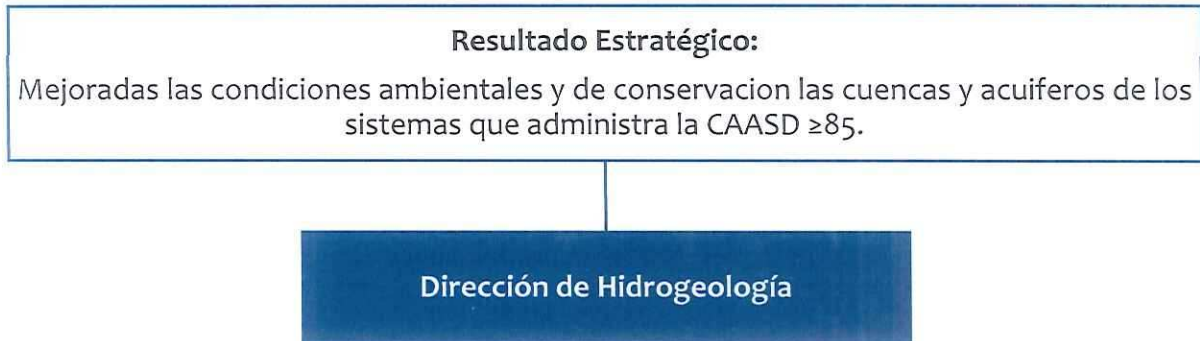 Resultado Estratégico:
Mejoradas las condiciones ambientales y de conservacion las cuencas y acuiferos de los
sistemas que administra la CAASD ≥85.
Dirección de Hidrogeología